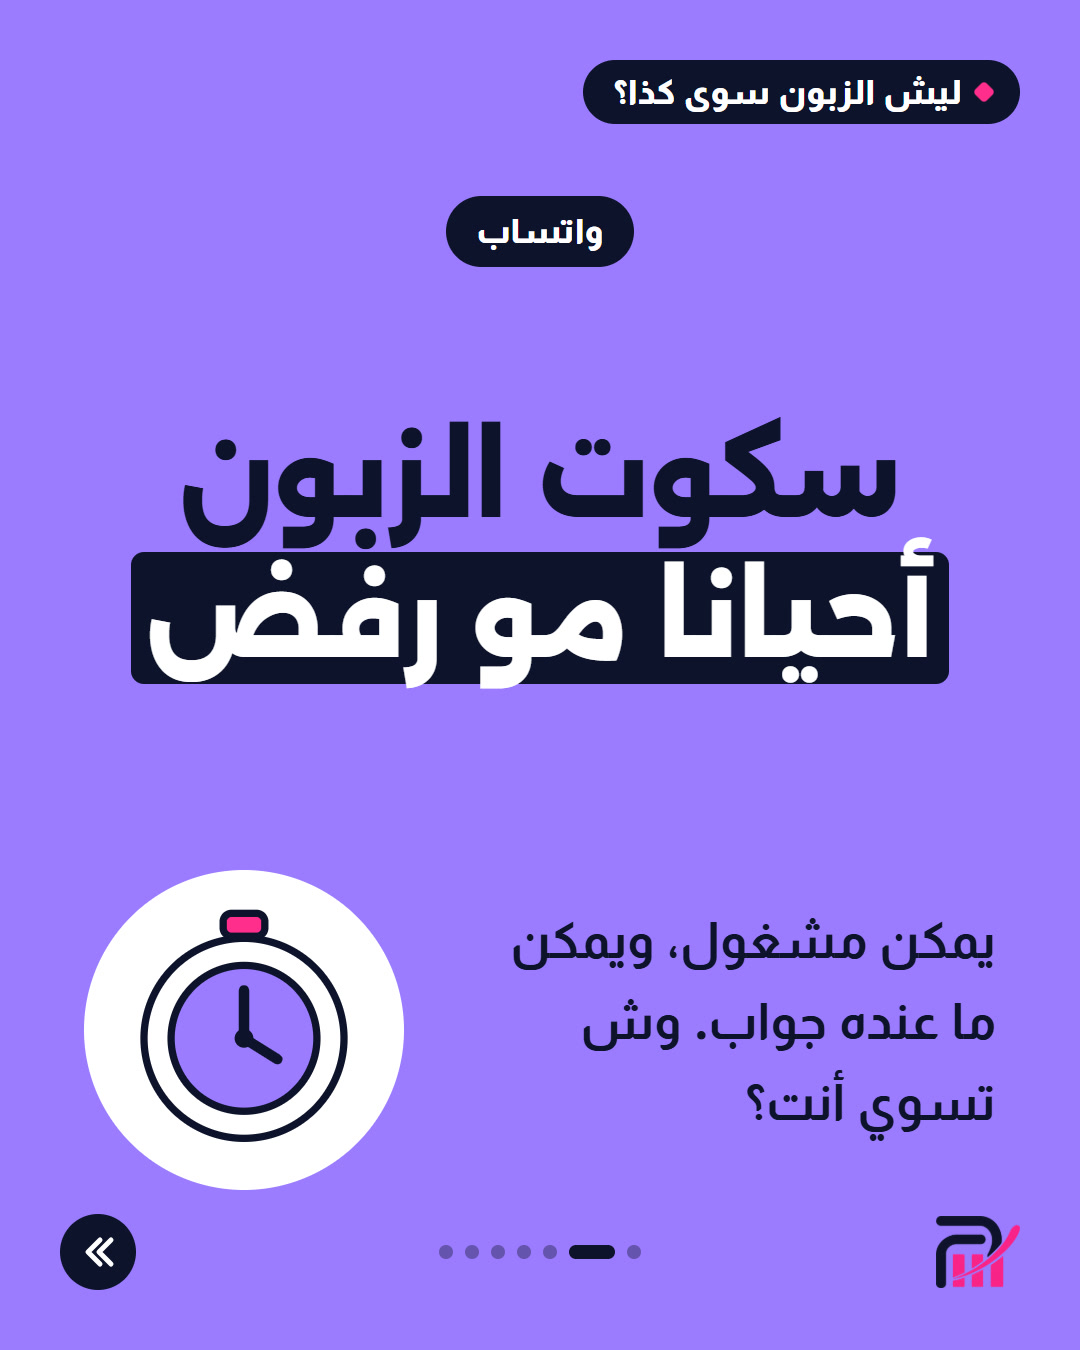 ليش الزبون سوى كذا؟
واتساب
سكوت الزبون
أحيانا مو رفض
يمكن مشغول، ويمكن
ما عنده جواب. وش
تسوي أنت؟